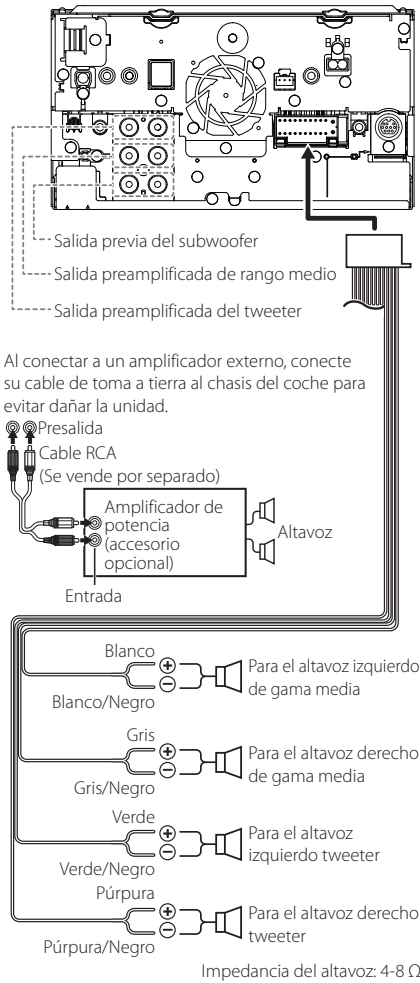 Salida previa del subwoofer
Salida preamplificada de rango medio
Salida preamplificada del tweeter
Al conectar a un amplificador externo, conecte
su cable de toma a tierra al chasis del coche para
evitar dañar la unidad.
Presalida
Cable RCA
(Se vende por separado)
Amplificador de
potencia
(accesorio
opcional)
Altavoz
Entrada
Blanco
⊕
⊖
Blanco/Negro
Para el altavoz izquierdo
de gama media
Gris
⊕
⊖
Gris/Negro
Para el altavoz derecho
de gama media
Verde
⊕
⊖
Verde/Negro
Para el altavoz
izquierdo tweeter
Púrpura
⊕
⊖
Púrpura/Negro
Para el altavoz derecho
tweeter
Impedancia del altavoz: 4-8 Ω